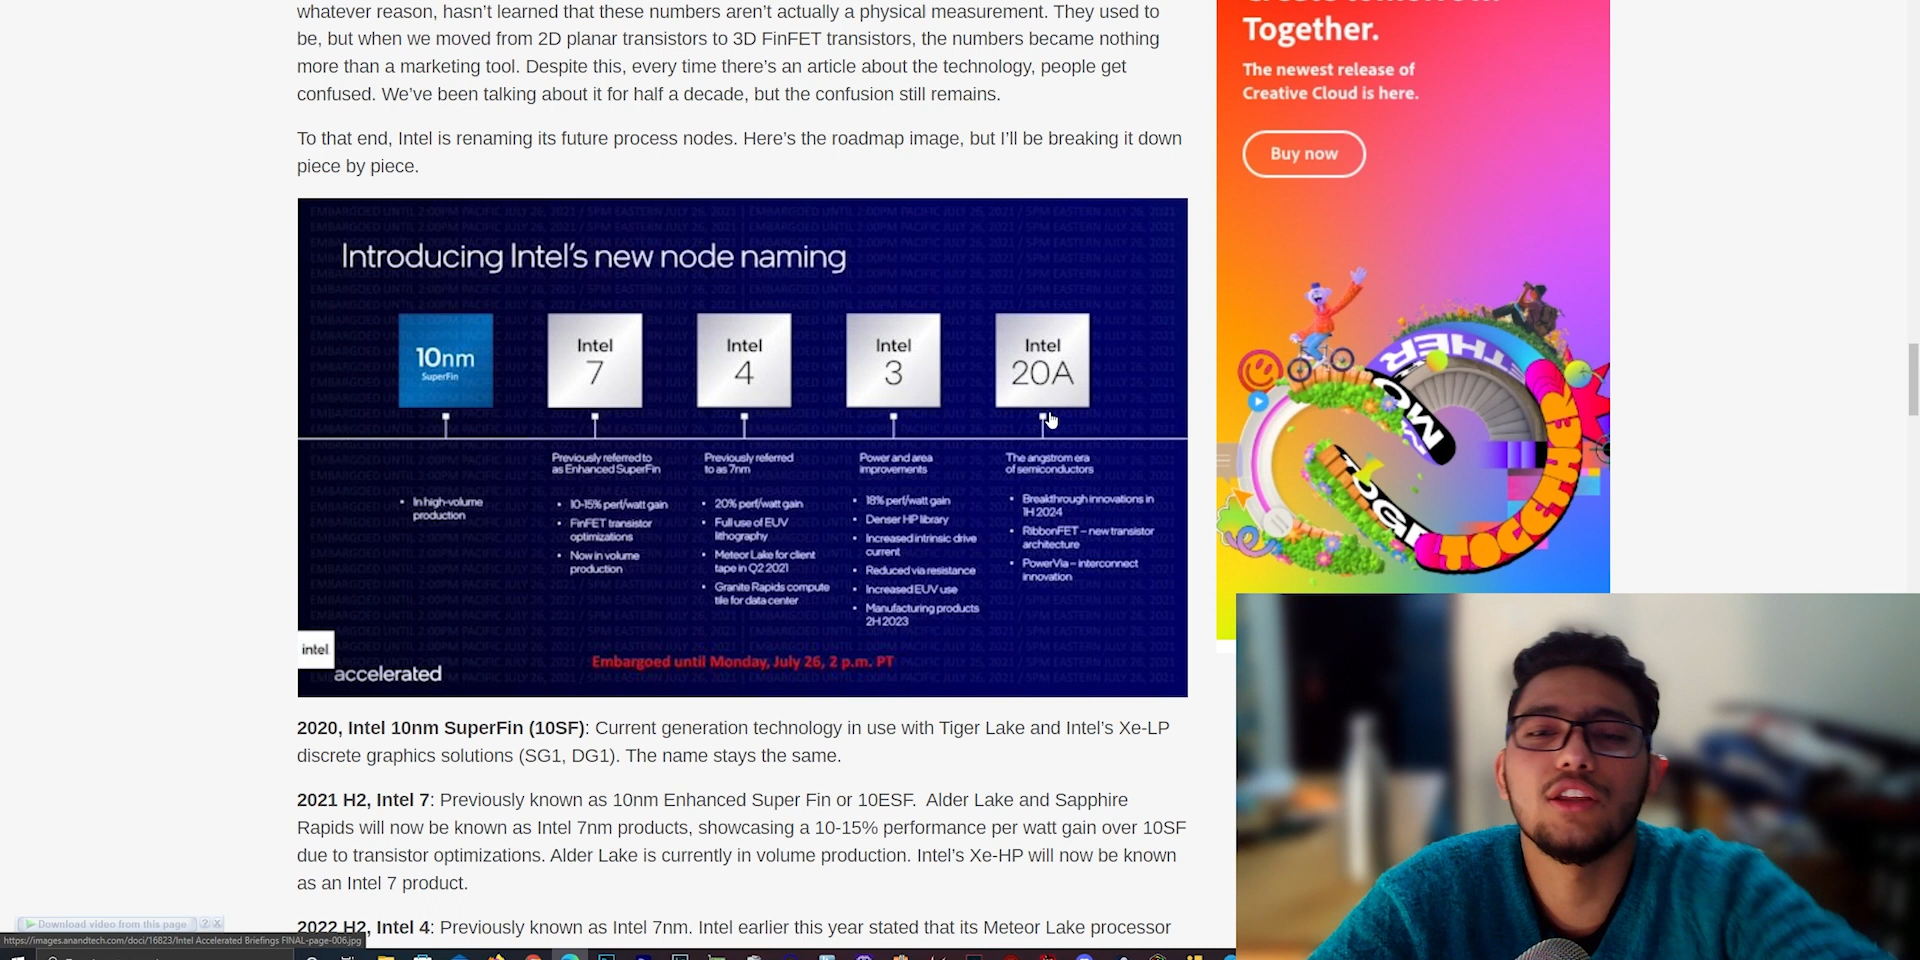 whatever reason, hasn’t learned that these numbers aren’t actually a physical measurement. They used to
be, but when we moved from 2D planar transistors to 3D FinFET transistors, the numbers became nothing
more than a marketing tool. Despite this, every time there’s an article about the technology, people get
confused. We’ve been talking about it for half a decade, but the confusion still remains.
To that end, Intel is renaming its future process nodes. Here’s the roadmap image, but I’ll be breaking it down
piece by piece.
Introducing Intel’s new node naming
10nm
SuperFin
In high-volume
production
Intel
7
Previously referred to
as Enhanced SuperFin
• 10-15% perf/watt gain
• FinFET transistor
optimizations
• Now in volume
production
Intel
4
Previously referred
to as 7nm
• 20% perf/watt gain
• Full use of EUV
lithography
• Meteor Lake for client
tape in Q2 2021
• Granite Rapids compute
tile for data center
Intel
3
Power and area
improvements
• 18% perf/watt gain
• Denser HP library
• Increased intrinsic drive
current
• Reduced via resistance
• Increased EUV use
• Manufacturing products
2H 2023
Intel
20A
The angstrom era
of semiconductors
• Breakthrough innovations in
1H 2024
• RibbonFET – new transistor
architecture
• PowerVia – interconnect
innovation
intel
accelerated
Embargoed until Monday, July 26, 2 p.m. PT
2020, Intel 10nm SuperFin (10SF): Current generation technology in use with Tiger Lake and Intel’s Xe-LP
discrete graphics solutions (SG1, DG1). The name stays the same.
2021 H2, Intel 7: Previously known as 10nm Enhanced Super Fin or 10ESF. Alder Lake and Sapphire
Rapids will now be known as Intel 7nm products, showcasing a 10-15% performance per watt gain over 10SF
due to transistor optimizations. Alder Lake is currently in volume production. Intel’s Xe-HP will now be known
as an Intel 7 product.
2022 H2, Intel 4: Previously known as Intel 7nm. Intel earlier this year stated that its Meteor Lake processor
Together.
The newest release of
Creative Cloud is here.
Buy now
TOGETHER
Download video from this page
https://images.anandtech.com/doci/16823/Intel Accelerated Briefings FINAL-page-006.jpg